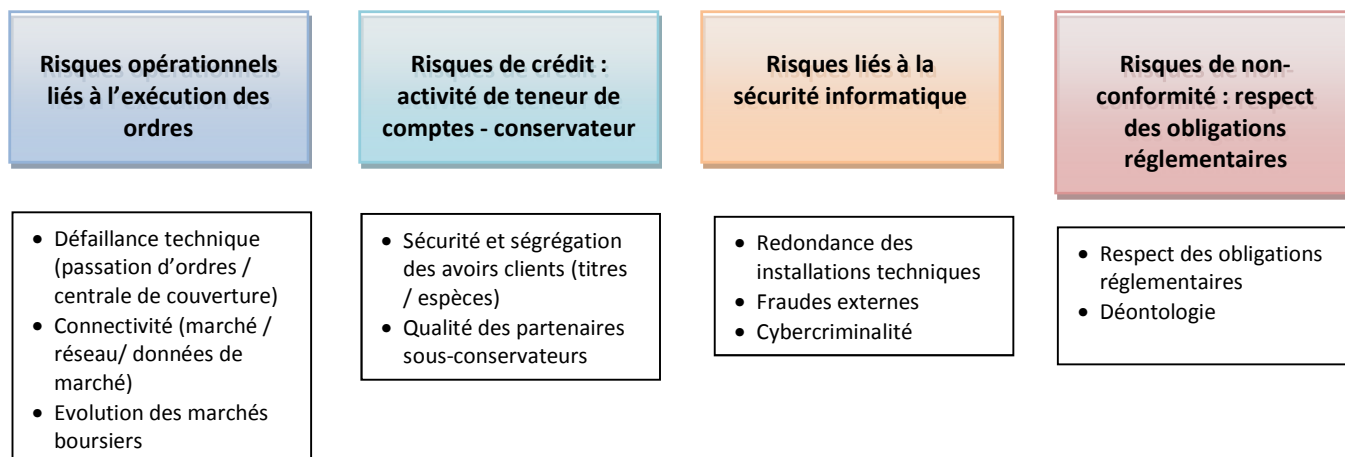 Risques opérationnels
liés à l’exécution des
ordres
Risques de crédit :
activité de teneur de
comptes - conservateur
Risques liés à la
sécurité informatique
Risques de non-
conformité : respect
des obligations
réglementaires
• Défaillance technique
(passation d’ordres /
centrale de couverture)
• Connectivité (marché /
réseau/ données de
marché)
• Evolution des marchés
boursiers
• Sécurité et ségrégation
des avoirs clients (titres
/ espèces)
• Qualité des partenaires
sous-conservateurs
• Redondance des
installations techniques
• Fraudes externes
• Cybercriminalité
• Respect des obligations
réglementaires
• Déontologie